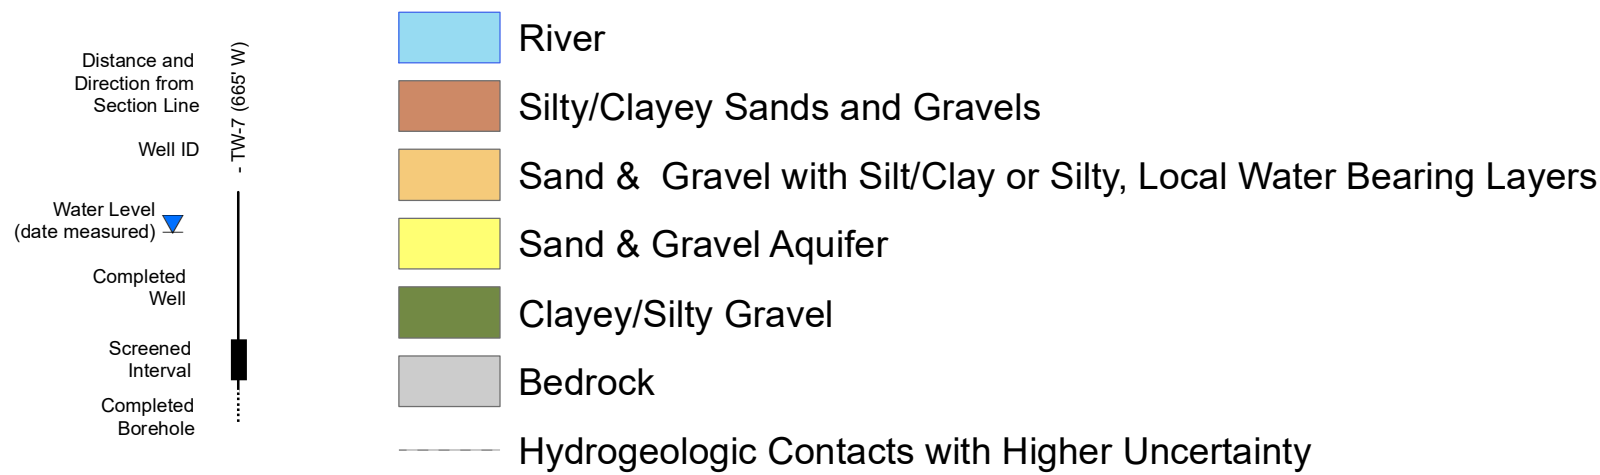 Distance and
Direction from
Section Line
Well ID
- TW-7 (665' W)
Water Level
(date measured)
Completed
Well
Screened
Interval
Completed
Borehole
River
Silty/Clayey Sands and Gravels
Sand &  Gravel with Silt/Clay or Silty, Local Water Bearing Layers
Sand & Gravel Aquifer
Clayey/Silty Gravel
Bedrock
Hydrogeologic Contacts with Higher Uncertainty